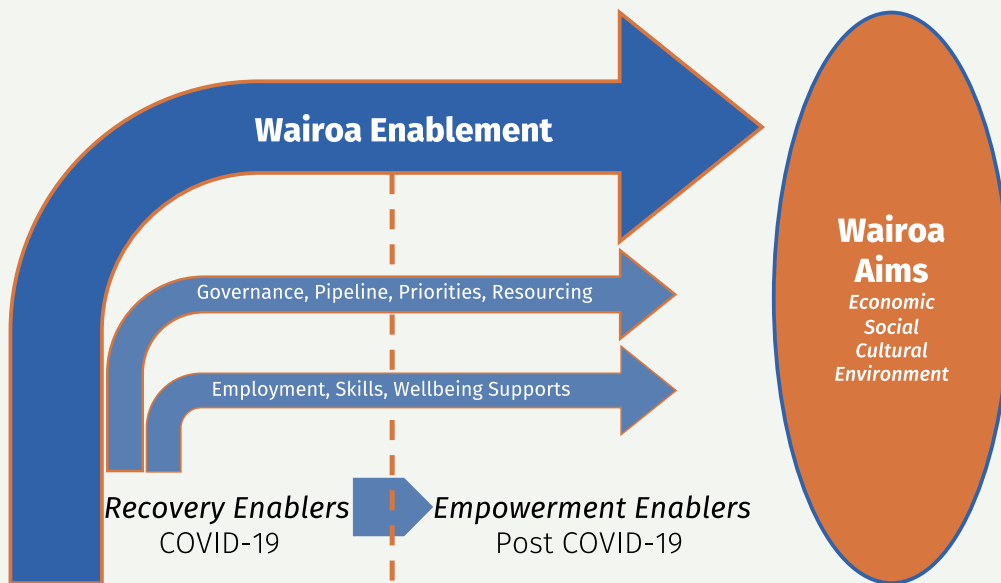 Wairoa Enablement
Governance, Pipeline, Priorities, Resourcing
Employment, Skills, Wellbeing Supports
Recovery Enablers
COVID-19
Empowerment Enablers
Post COVID-19
Wairoa
Aims
Economic
Social
Cultural
Environment